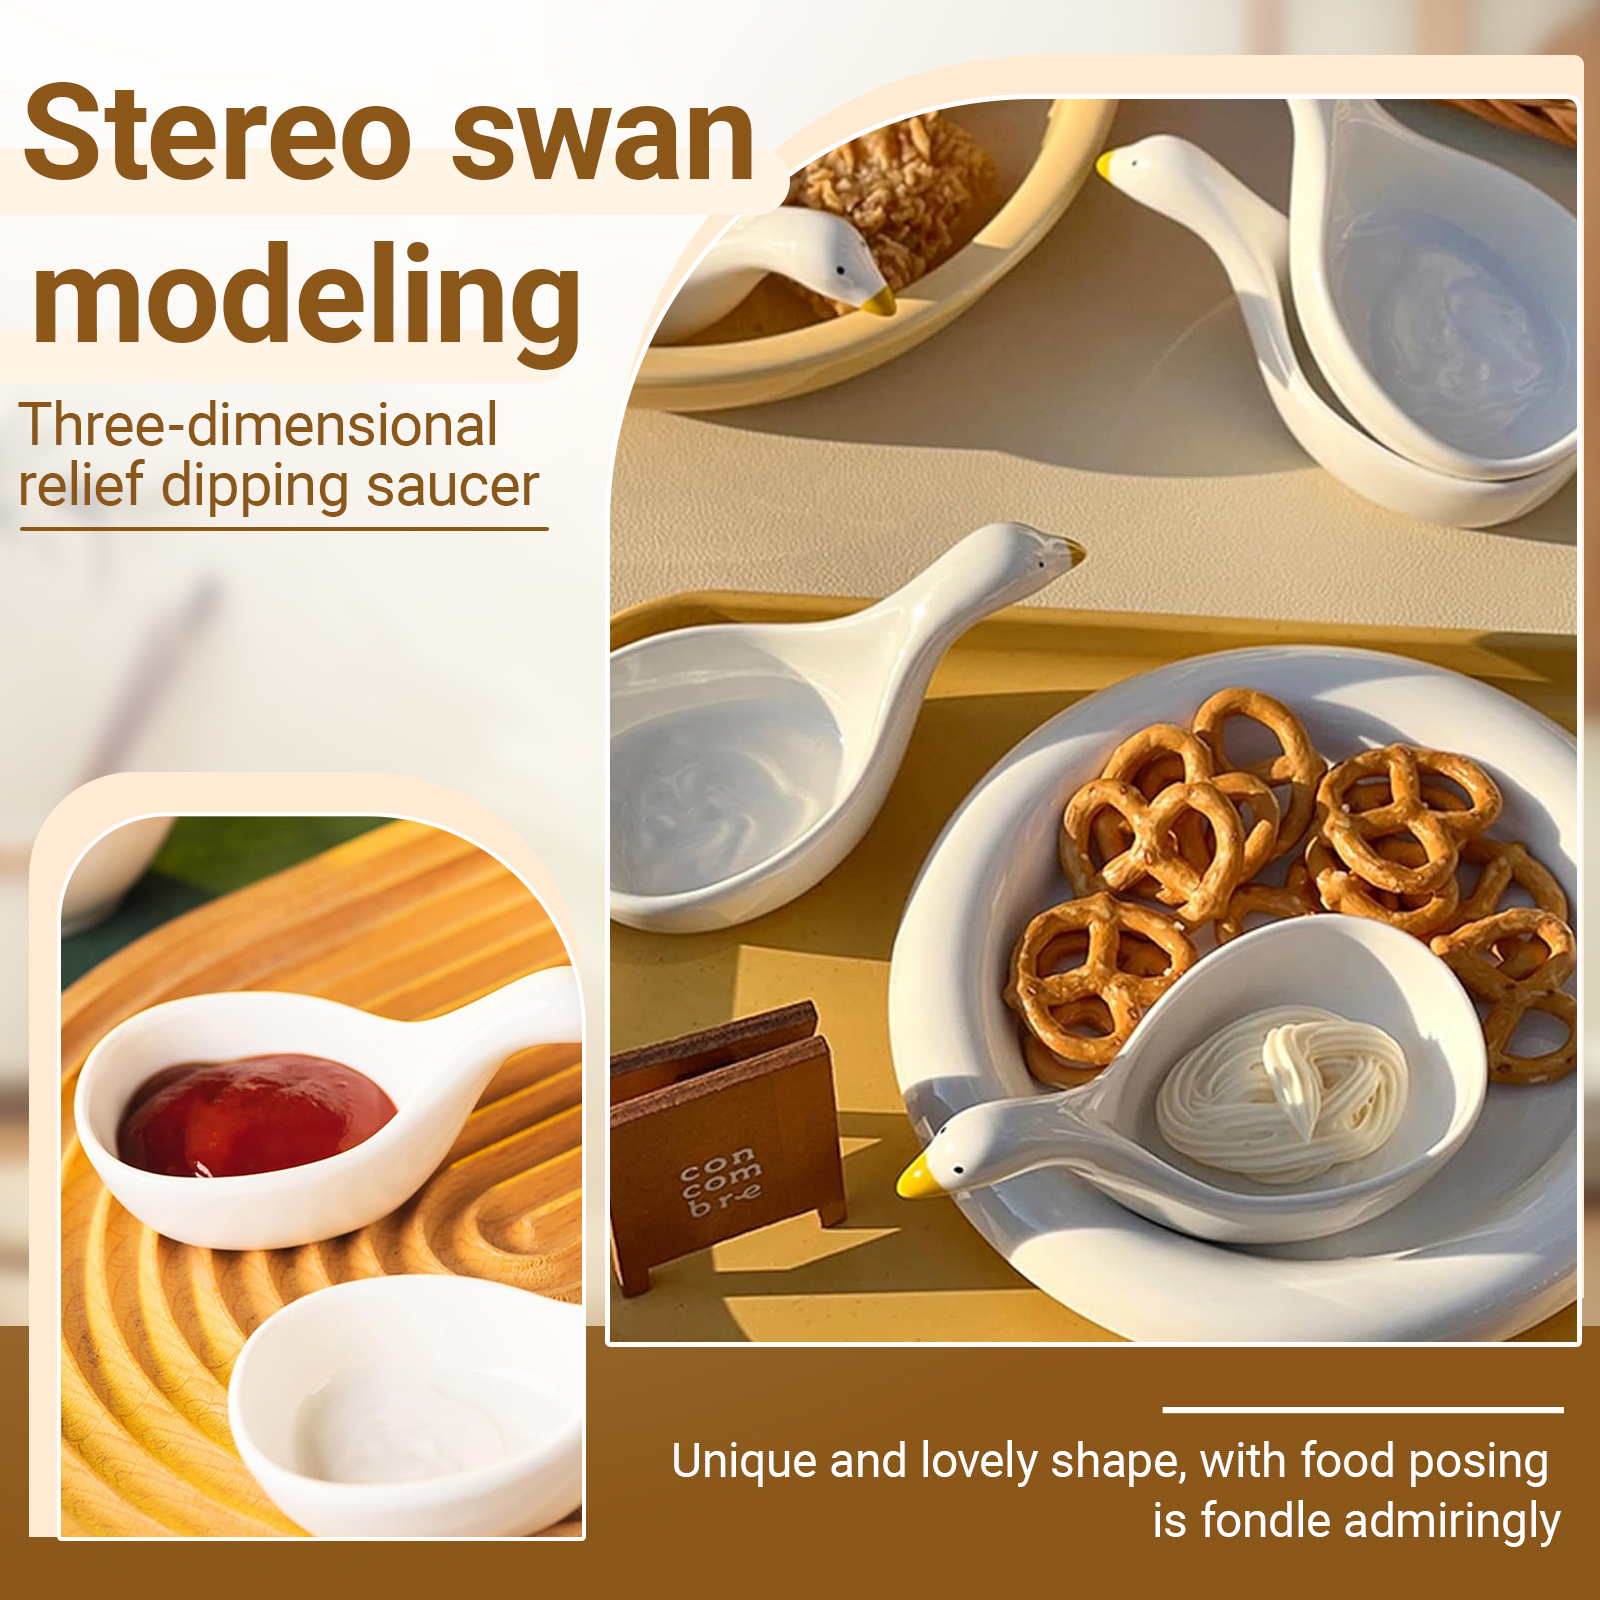 Stereo swan
modeling
Three-dimensional
relief dipping saucer
con
com
bre
Unique and lovely shape, with food posing
is fondle admiringly